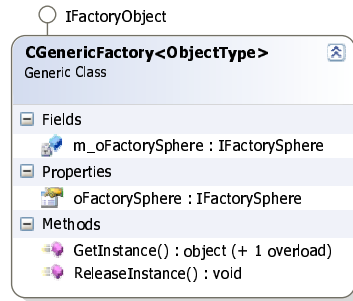 IFactoryObject
CGenericFactory<ObjectType>
Generic Class
Fields
m_oFactorySphere : IFactorySphere
Properties
oFactorySphere : IFactorySphere
Methods
GetInstance() : object (+ 1 overload)
ReleaseInstance() : void